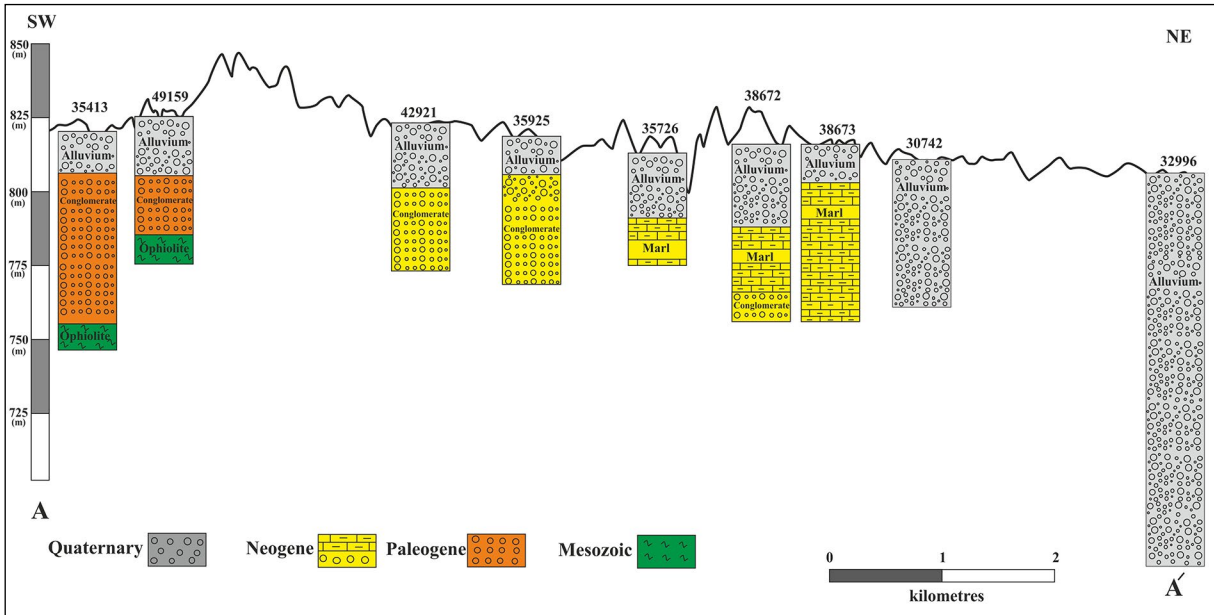 SW
NE
850
(m)
825
(m)
800
(m)
775
(m)
750
(m)
725
(m)
35413
49159
42921
35925
35726
38672
38673
30742
32996
Alluvium
Conglomerate
Ophiolite
Alluvium
Conglomerate
Ophiolite
Alluvium
Conglomerate
Alluvium
Conglomerate
Alluvium
Marl
Alluvium
Alluvium
Marl
Conglomerate
Alluvium
Marl
Alluvium
Alluvium
A
A′
Quaternary
Neogene
Paleogene
Mesozoic
0 1 2
kilometres